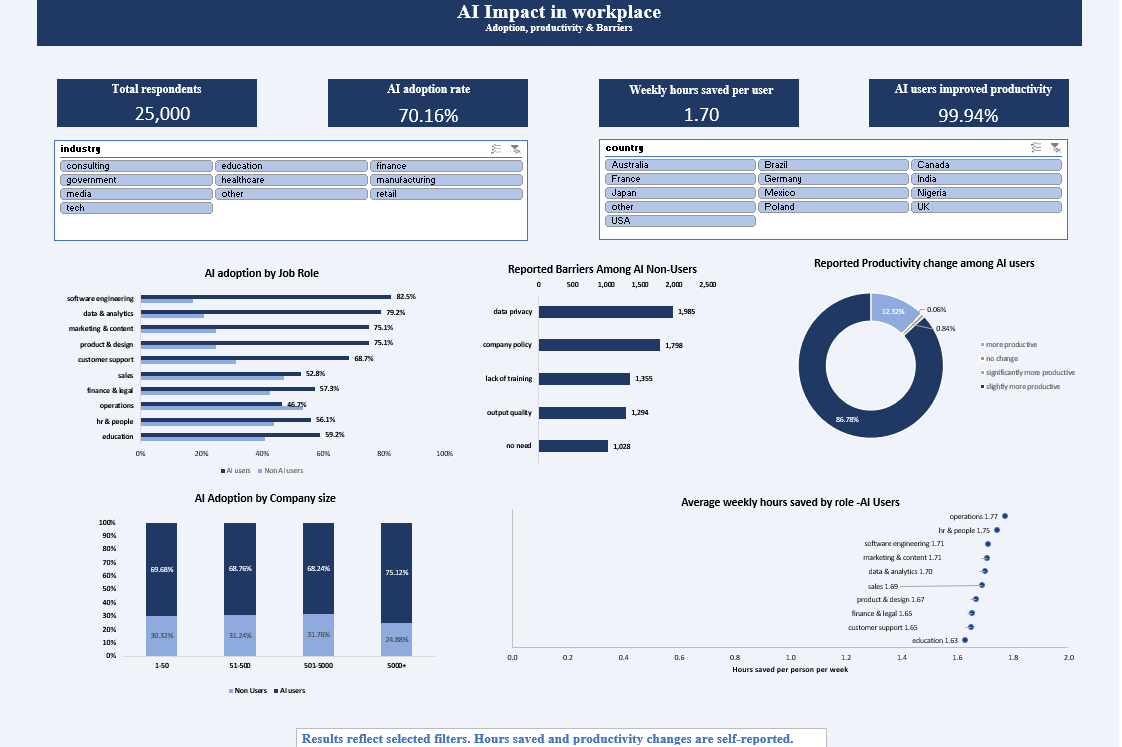 AI Impact in workplace
Adoption, productivity & Barriers
Total respondents
25,000
AI adoption rate
70.16%
Weekly hours saved per user
1.70
AI users improved productivity
99.94%
industry
consulting education finance
government healthcare manufacturing
media other retail
tech
country
Australia Brazil Canada
France Germany India
Japan Mexico Nigeria
other Poland UK
USA
AI adoption by Job Role
software engineering 82.5%
data & analytics 79.2%
marketing & content 75.1%
product & design 75.1%
customer support 68.7%
sales 52.8%
finance & legal 57.3%
operations 46.7%
hr & people 56.1%
education 59.2%
0% 20% 40% 60% 80% 100%
AI users Non AI users
Reported Barriers Among AI Non-Users
0 500 1,000 1,500 2,000 2,500
data privacy 1,985
company policy 1,798
lack of training 1,355
output quality 1,294
no need 1,028
Reported Productivity change among AI users
12.32%
0.06%
0.84%
86.78%
more productive
no change
significantly more productive
slightly more productive
AI Adoption by Company size
100%
90%
80%
70%
60%
50%
40%
30%
20%
10%
0%
69.68% 68.76% 68.24% 75.12%
30.32% 31.24% 31.76% 24.88%
1-50 51-500 501-5000 5000+
Non Users AI users
Average weekly hours saved by role -AI Users
operations 1.77
hr & people 1.75
software engineering 1.71
marketing & content 1.71
data & analytics 1.70
sales 1.69
product & design 1.67
finance & legal 1.65
customer support 1.65
education 1.63
0.0 0.2 0.4 0.6 0.8 1.0 1.2 1.4 1.6 1.8 2.0
Hours saved per person per week
Results reflect selected filters. Hours saved and productivity changes are self-reported.